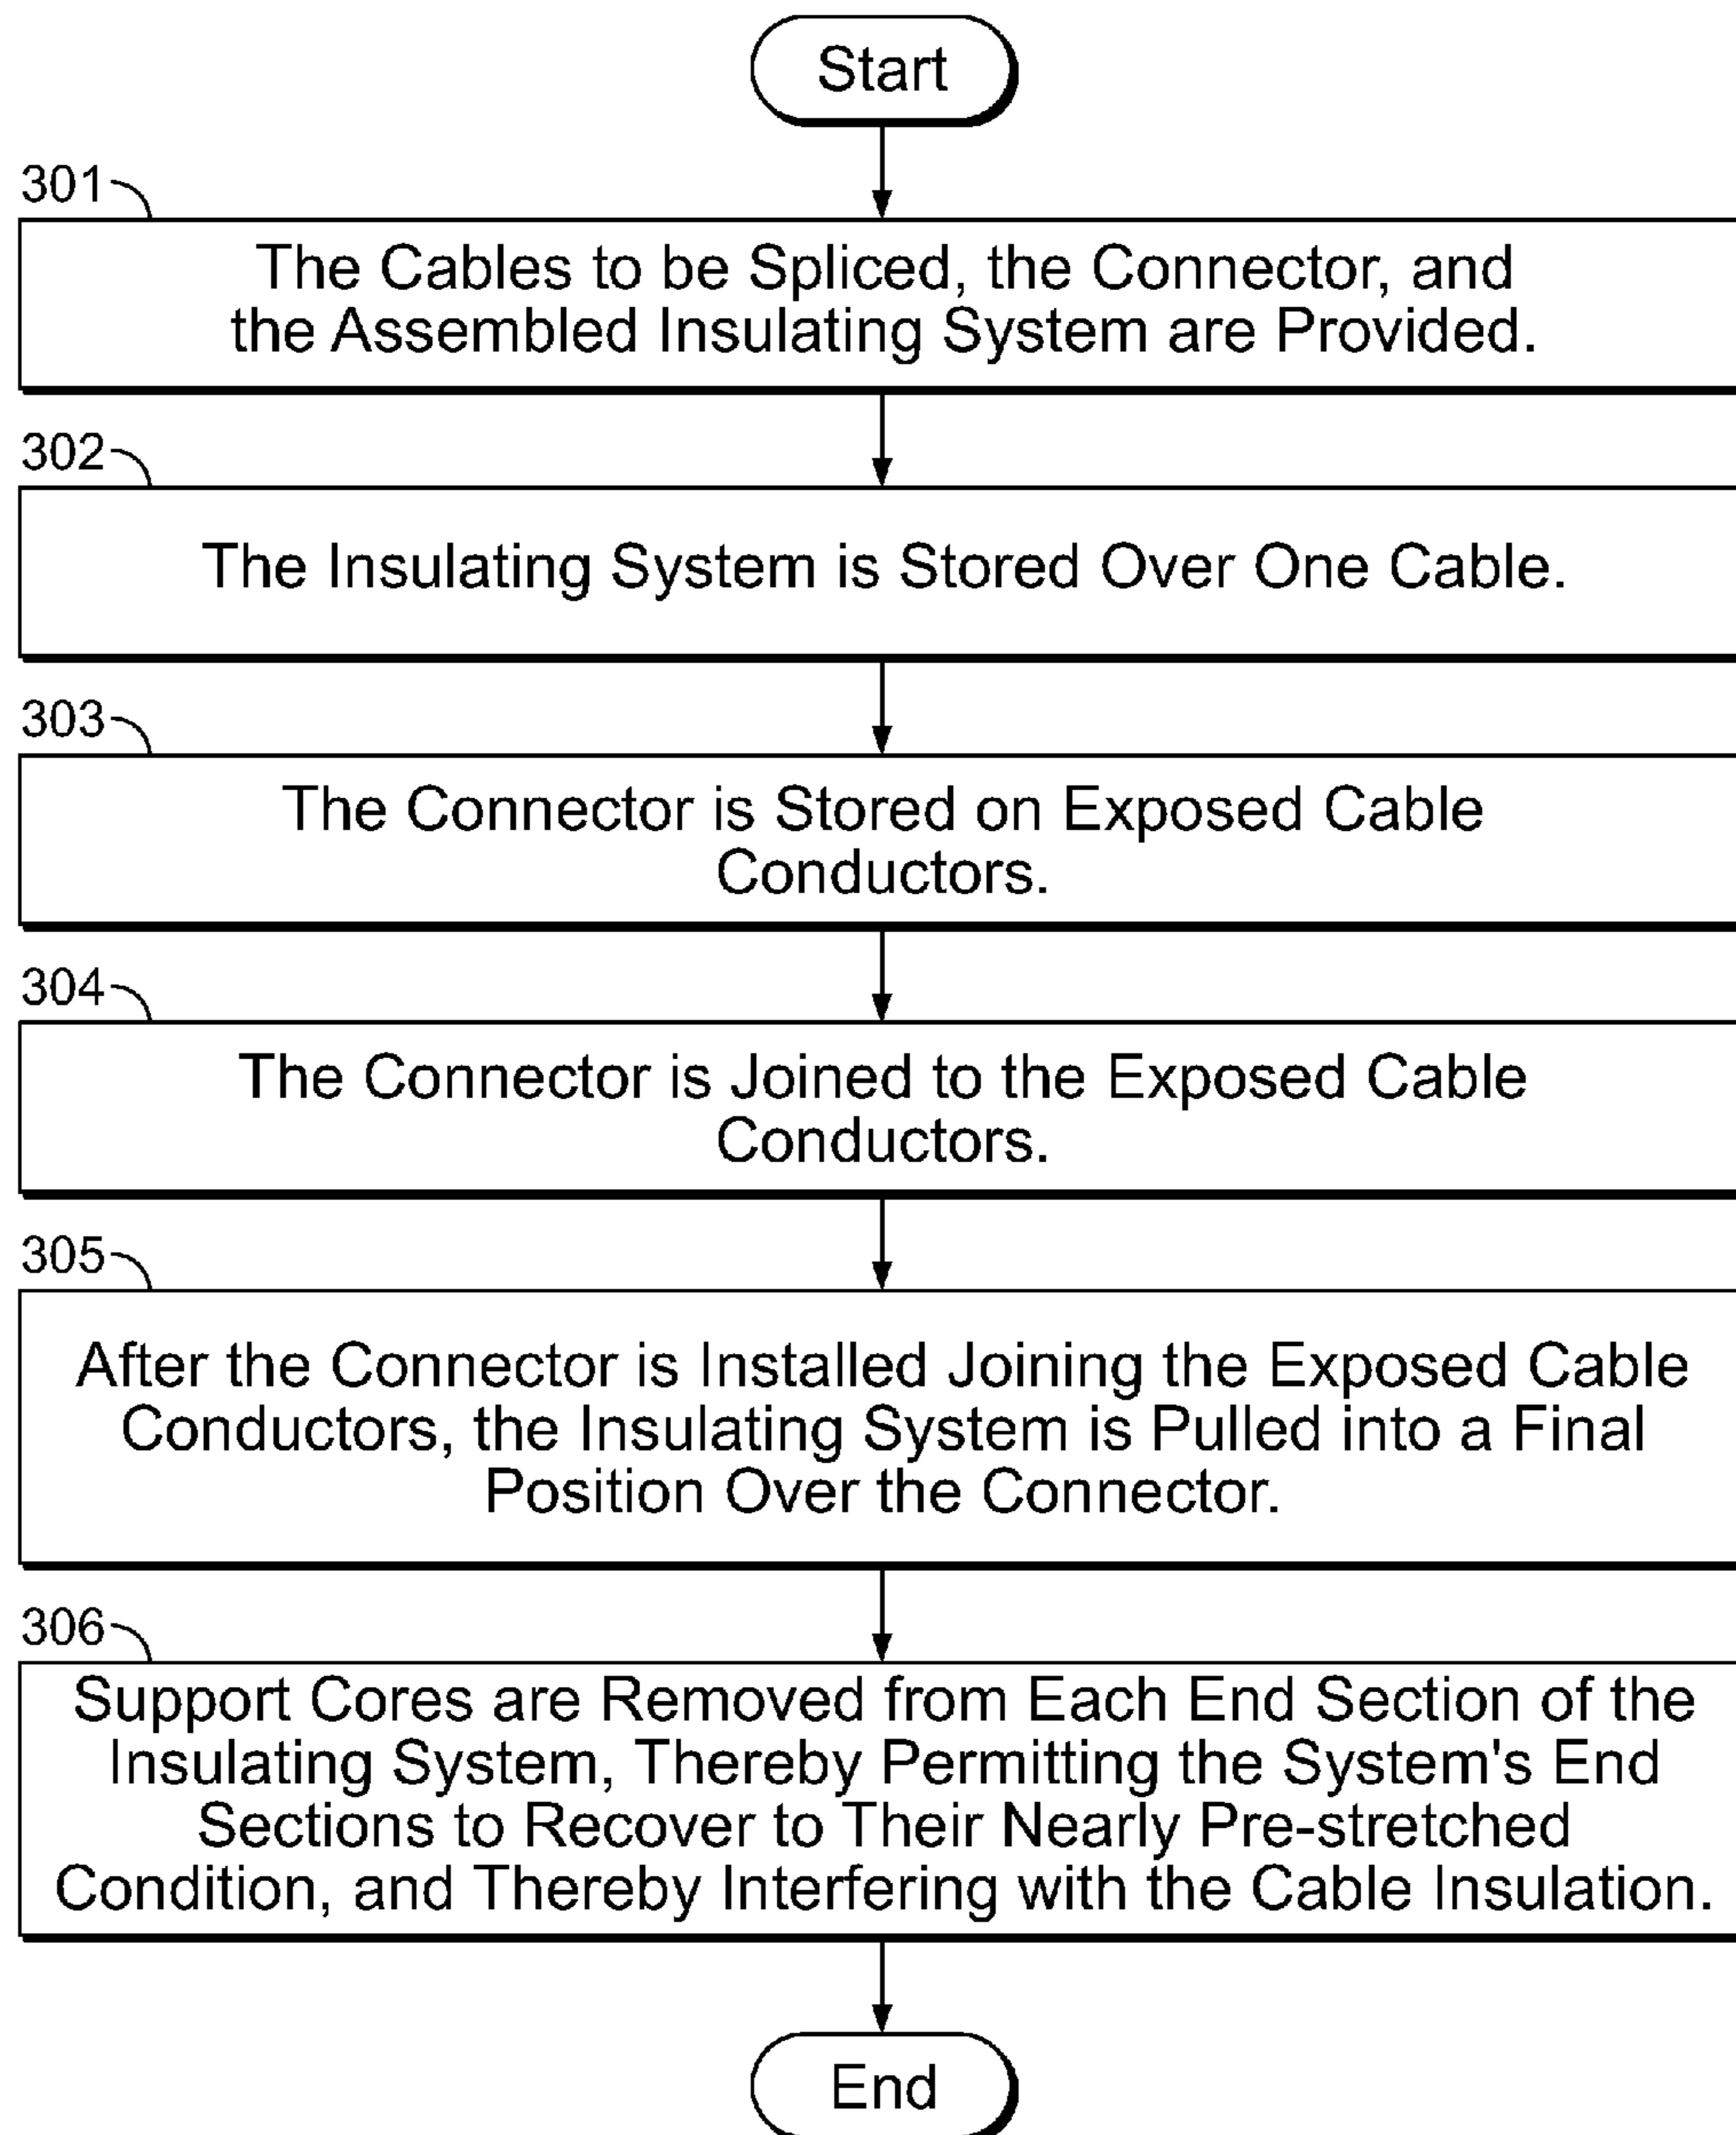 Start
301
The Cables to be Spliced, the Connector, and
the Assembled Insulating System are Provided.
302
The Insulating System is Stored Over One Cable.
303
The Connector is Stored on Exposed Cable
Conductors.
304
The Connector is Joined to the Exposed Cable
Conductors.
305
After the Connector is Installed Joining the Exposed Cable
Conductors, the Insulating System is Pulled into a Final
Position Over the Connector.
306
Support Cores are Removed from Each End Section of the
Insulating System, Thereby Permitting the System's End
Sections to Recover to Their Nearly Pre-stretched
Condition, and Thereby Interfering with the Cable Insulation.
End